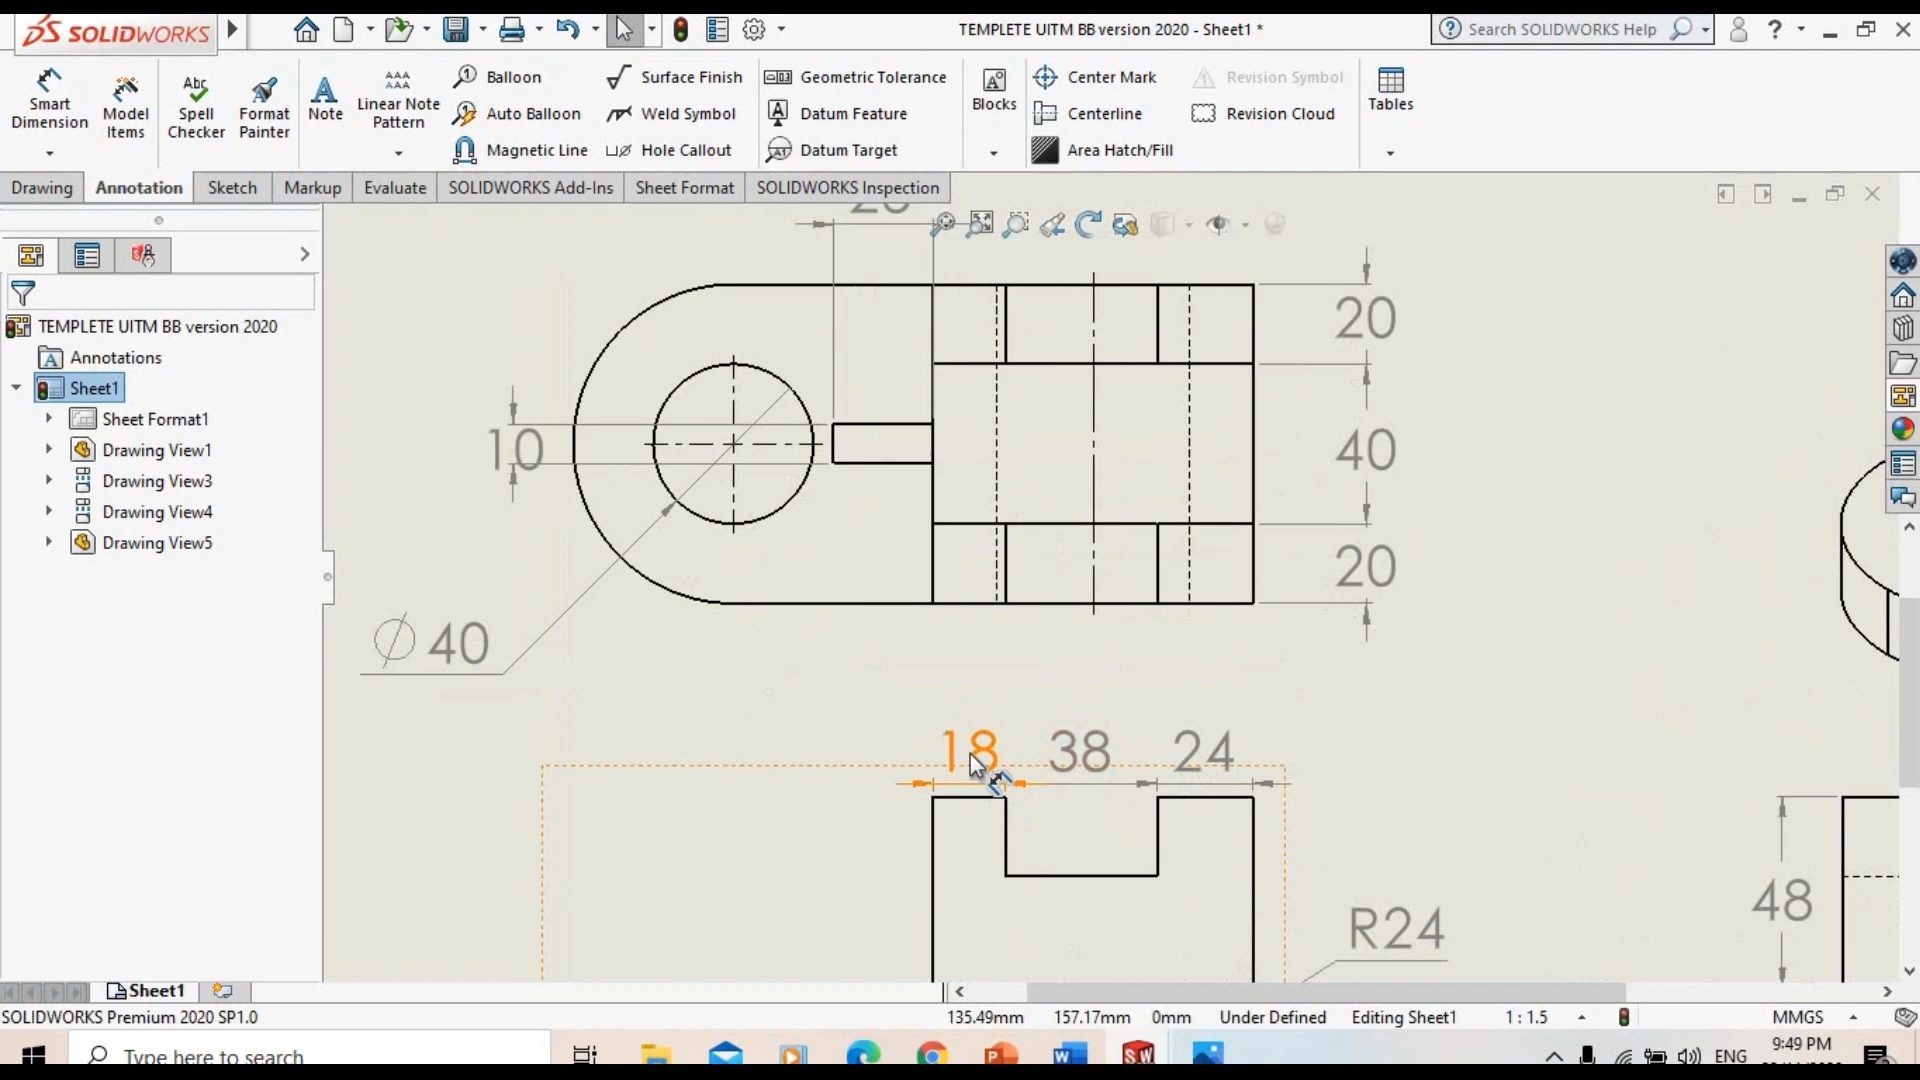 SOLIDWORKS
TEMPLETE UITM BB version 2020 - Sheet1 *
Search SOLIDWORKS Help
?
Smart Dimension
Model Items
Abc
Spell Checker
Format Painter
Note
AAA
AAA
Linear Note Pattern
Balloon
Auto Balloon
Magnetic Line
Surface Finish
Weld Symbol
Hole Callout
Geometric Tolerance
Datum Feature
Datum Target
Blocks
Center Mark
Centerline
Area Hatch/Fill
Revision Symbol
Revision Cloud
Tables
Drawing
Annotation
Sketch
Markup
Evaluate
SOLIDWORKS Add-Ins
Sheet Format
SOLIDWORKS Inspection
TEMPLETE UITM BB version 2020
Annotations
Sheet1
Sheet Format1
Drawing View1
Drawing View3
Drawing View4
Drawing View5
20
10
40
20
∅ 40
18 38 24
R24
48
Sheet1
SOLIDWORKS Premium 2020 SP1.0
135.49mm
157.17mm
0mm
Under Defined
Editing Sheet1
1 : 1.5
MMGS
Type here to search
ENG
9:49 PM